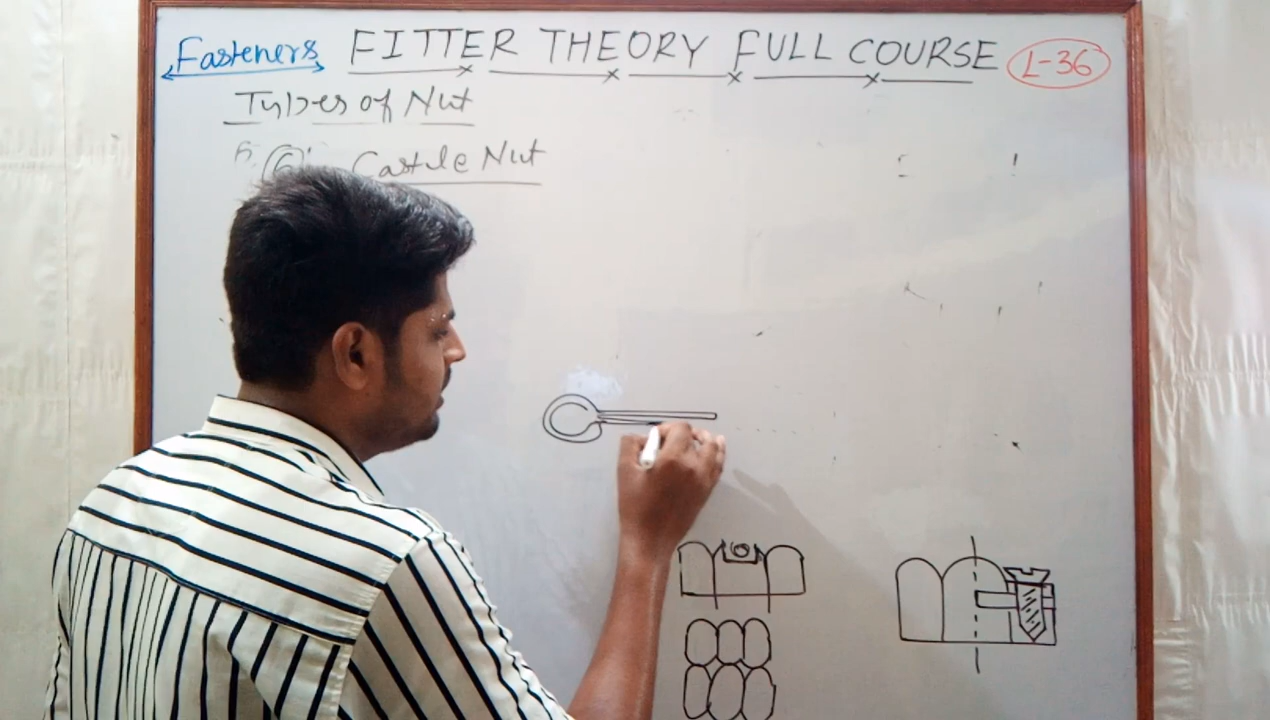 Fasteners FITTER THEORY FULL COURSE L-36
Types of Nut
Castle Nut